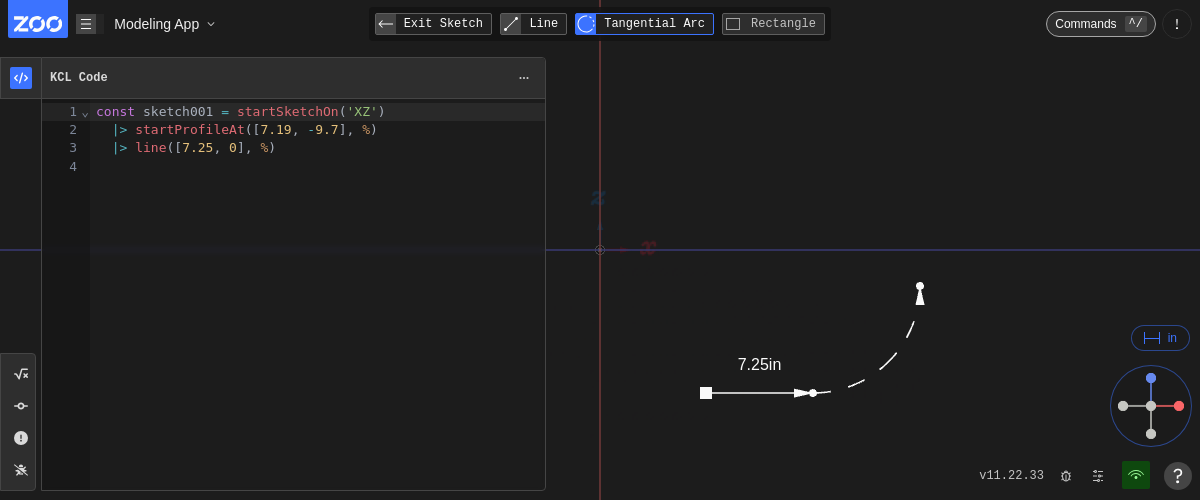 ZOO
Modeling App
Exit Sketch
Line
Tangential Arc
Rectangle
Commands ^/
!
KCL Code
...
1 const sketch001 = startSketchOn('XZ')
2 |> startProfileAt([7.19, -9.7], %)
3 |> line([7.25, 0], %)
4
z
x
7.25in
in
v11.22.33
?